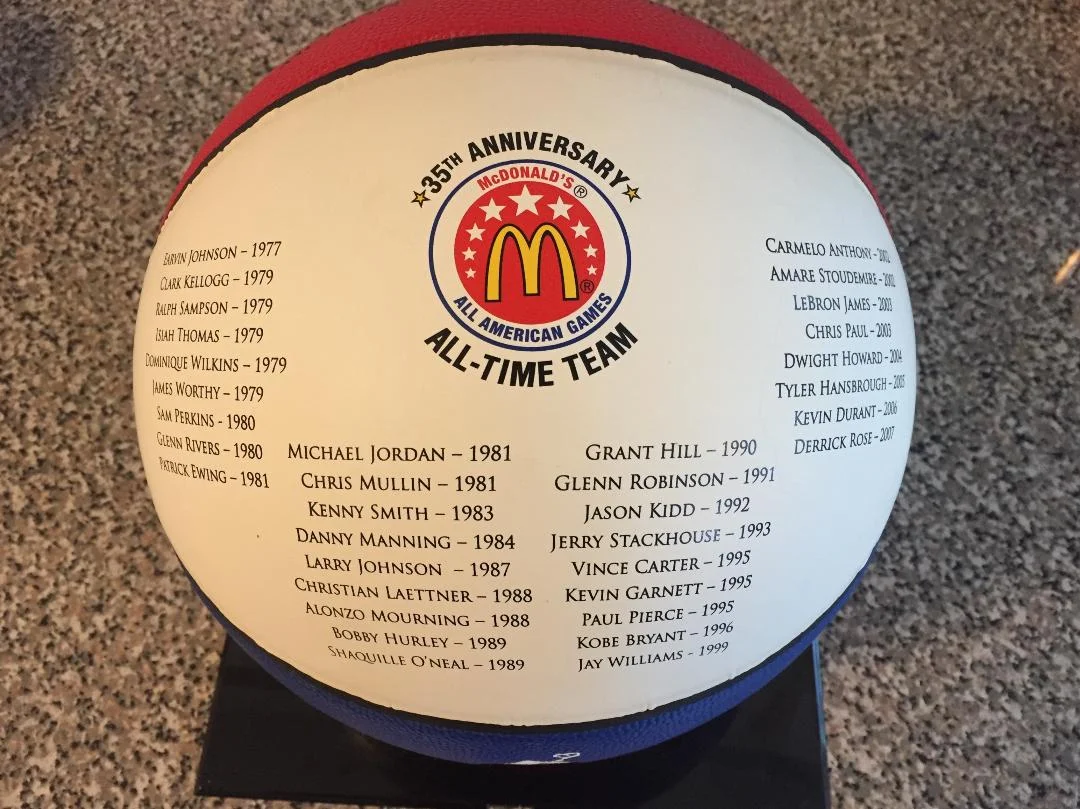 35TH ANNIVERSARY
McDONALD'S®
M®
ALL AMERICAN GAMES
ALL-TIME TEAM
EARVIN JOHNSON – 1977
CLARK KELLOGG – 1979
RALPH SAMPSON – 1979
ISIAH THOMAS – 1979
DOMINIQUE WILKINS – 1979
JAMES WORTHY – 1979
SAM PERKINS - 1980
GLENN RIVERS – 1980
PATRICK EWING – 1981
MICHAEL JORDAN – 1981
CHRIS MULLIN – 1981
KENNY SMITH – 1983
DANNY MANNING – 1984
LARRY JOHNSON – 1987
CHRISTIAN LAETTNER – 1988
ALONZO MOURNING – 1988
BOBBY HURLEY – 1989
SHAQUILLE O'NEAL – 1989
GRANT HILL – 1990
GLENN ROBINSON – 1991
JASON KIDD – 1992
JERRY STACKHOUSE – 1993
VINCE CARTER – 1995
KEVIN GARNETT – 1995
PAUL PIERCE – 1995
KOBE BRYANT – 1996
JAY WILLIAMS - 1999
CARMELO ANTHONY – 2002
AMARE STOUDEMIRE – 2002
LEBRON JAMES – 2003
CHRIS PAUL – 2003
DWIGHT HOWARD – 2004
TYLER HANSBROUGH – 2005
KEVIN DURANT – 2006
DERRICK ROSE – 2007